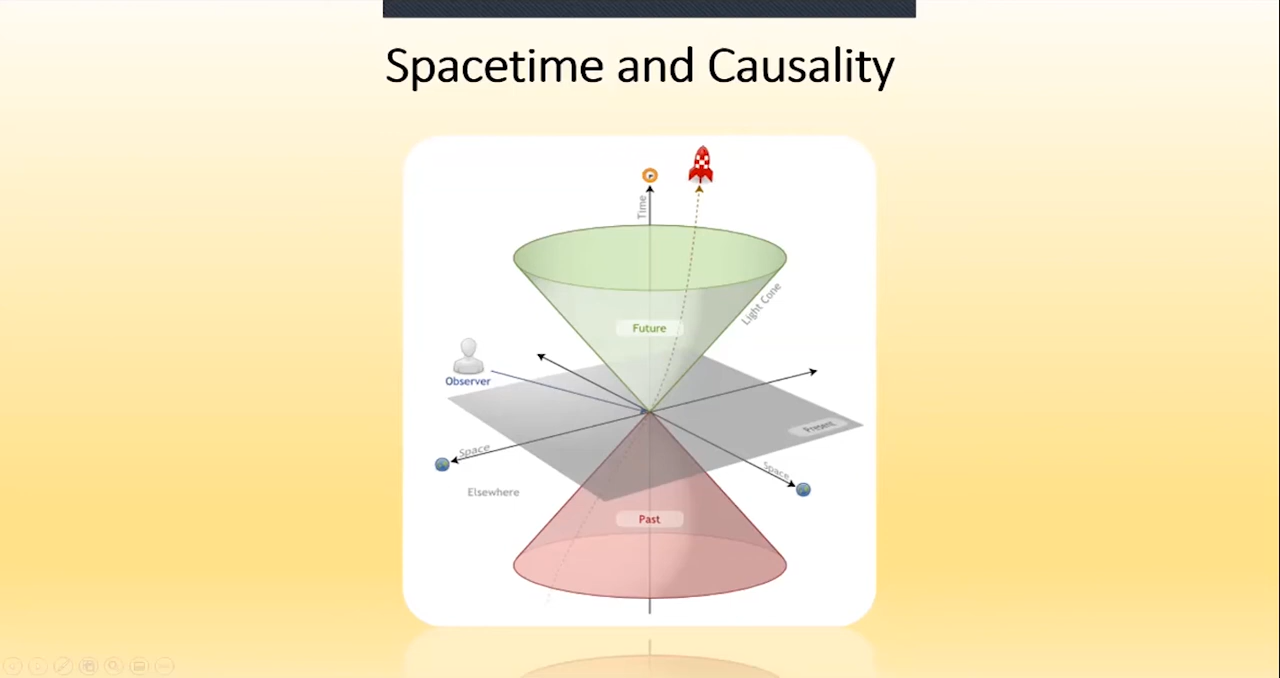 Spacetime and Causality
Time
Light Cone
Future
Observer
Present
Space
Space
Elsewhere
Past